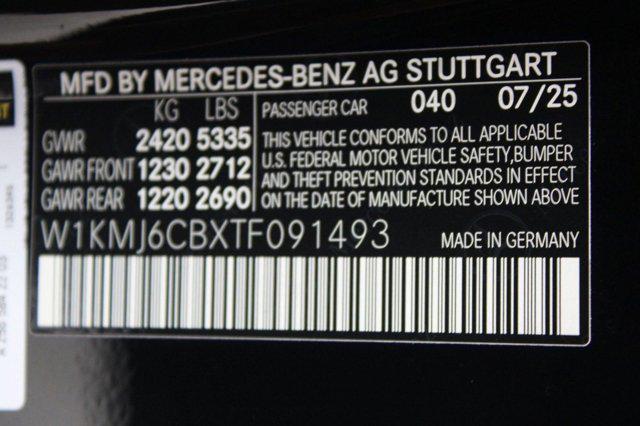 MFD BY MERCEDES-BENZ AG STUTTGART
KG LBS
GVWR 2420 5335
GAWR FRONT 1230 2712
GAWR REAR 1220 2690
PASSENGER CAR 040 07/25
THIS VEHICLE CONFORMS TO ALL APPLICABLE
U.S. FEDERAL MOTOR VEHICLE SAFETY,BUMPER
AND THEFT PREVENTION STANDARDS IN EFFECT
ON THE DATE OF MANUFACTURE SHOWN ABOVE
W1KMJ6CBXTF091493 MADE IN GERMANY